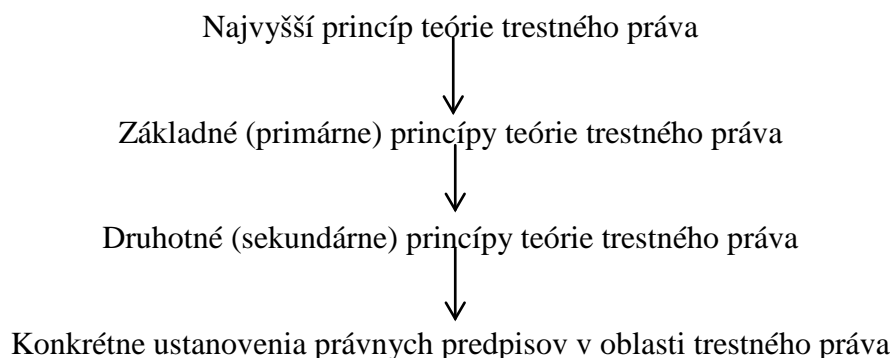 Najvyšší princíp teórie trestného práva
Základné (primárne) princípy teórie trestného práva
Druhotné (sekundárne) princípy teórie trestného práva
Konkrétne ustanovenia právnych predpisov v oblasti trestného práva